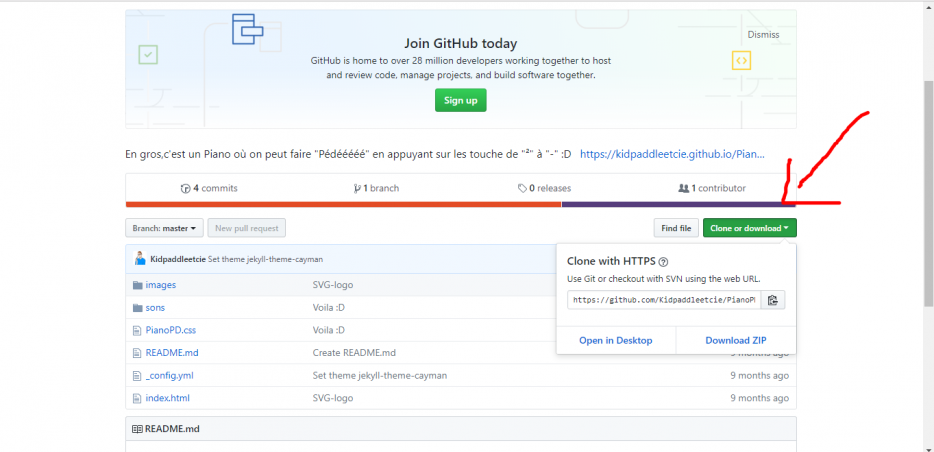 Dismiss
Join GitHub today
GitHub is home to over 28 million developers working together to host
and review code, manage projects, and build software together.
Sign up
En gros,c'est un Piano où on peut faire "Pédéééééé" en appuyant sur les touche de "²" à "-" :D https://kidpaddleetcie.github.io/Pian...
4 commits 1 branch 0 releases 1 contributor
Branch: master New pull request Find file Clone or download
Kidpaddleetcie Set theme jekyll-theme-cayman
images SVG-logo
sons Voila :D
PianoPD.css Voila :D
README.md Create README.md 9 months ago
_config.yml Set theme jekyll-theme-cayman 9 months ago
index.html SVG-logo 9 months ago
Clone with HTTPS
Use Git or checkout with SVN using the web URL.
https://github.com/Kidpaddleetcie/PianoP
Open in Desktop Download ZIP
README.md